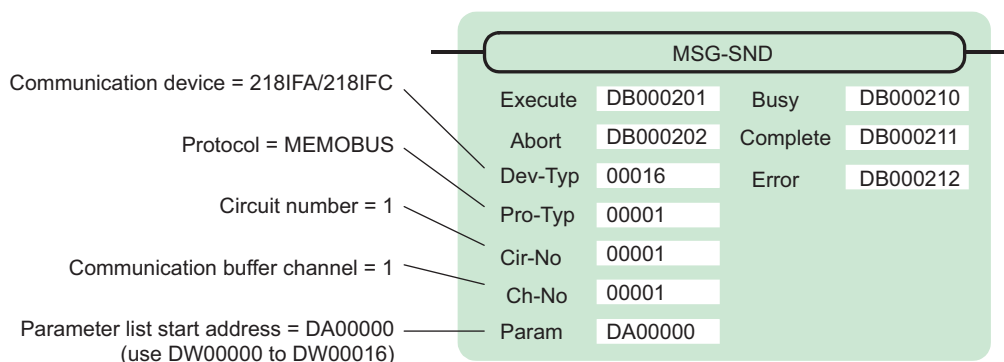 MSG-SND
Communication device = 218IFA/218IFC
Execute DB000201 Busy DB000210
Protocol = MEMOBUS
Abort DB000202 Complete DB000211
Dev-Typ 00016 Error DB000212
Circuit number = 1
Pro-Typ 00001
Cir-No 00001
Communication buffer channel = 1
Ch-No 00001
Parameter list start address = DA00000
(use DW00000 to DW00016)
Param DA00000